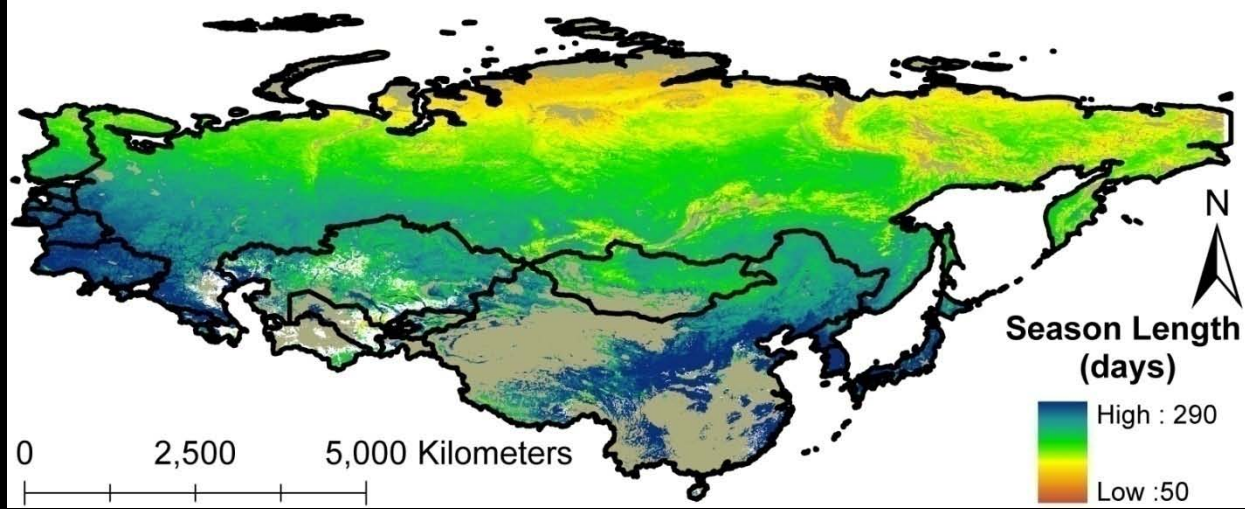 N
Season Length
(days)
High : 290
Low :50
0 2,500 5,000 Kilometers